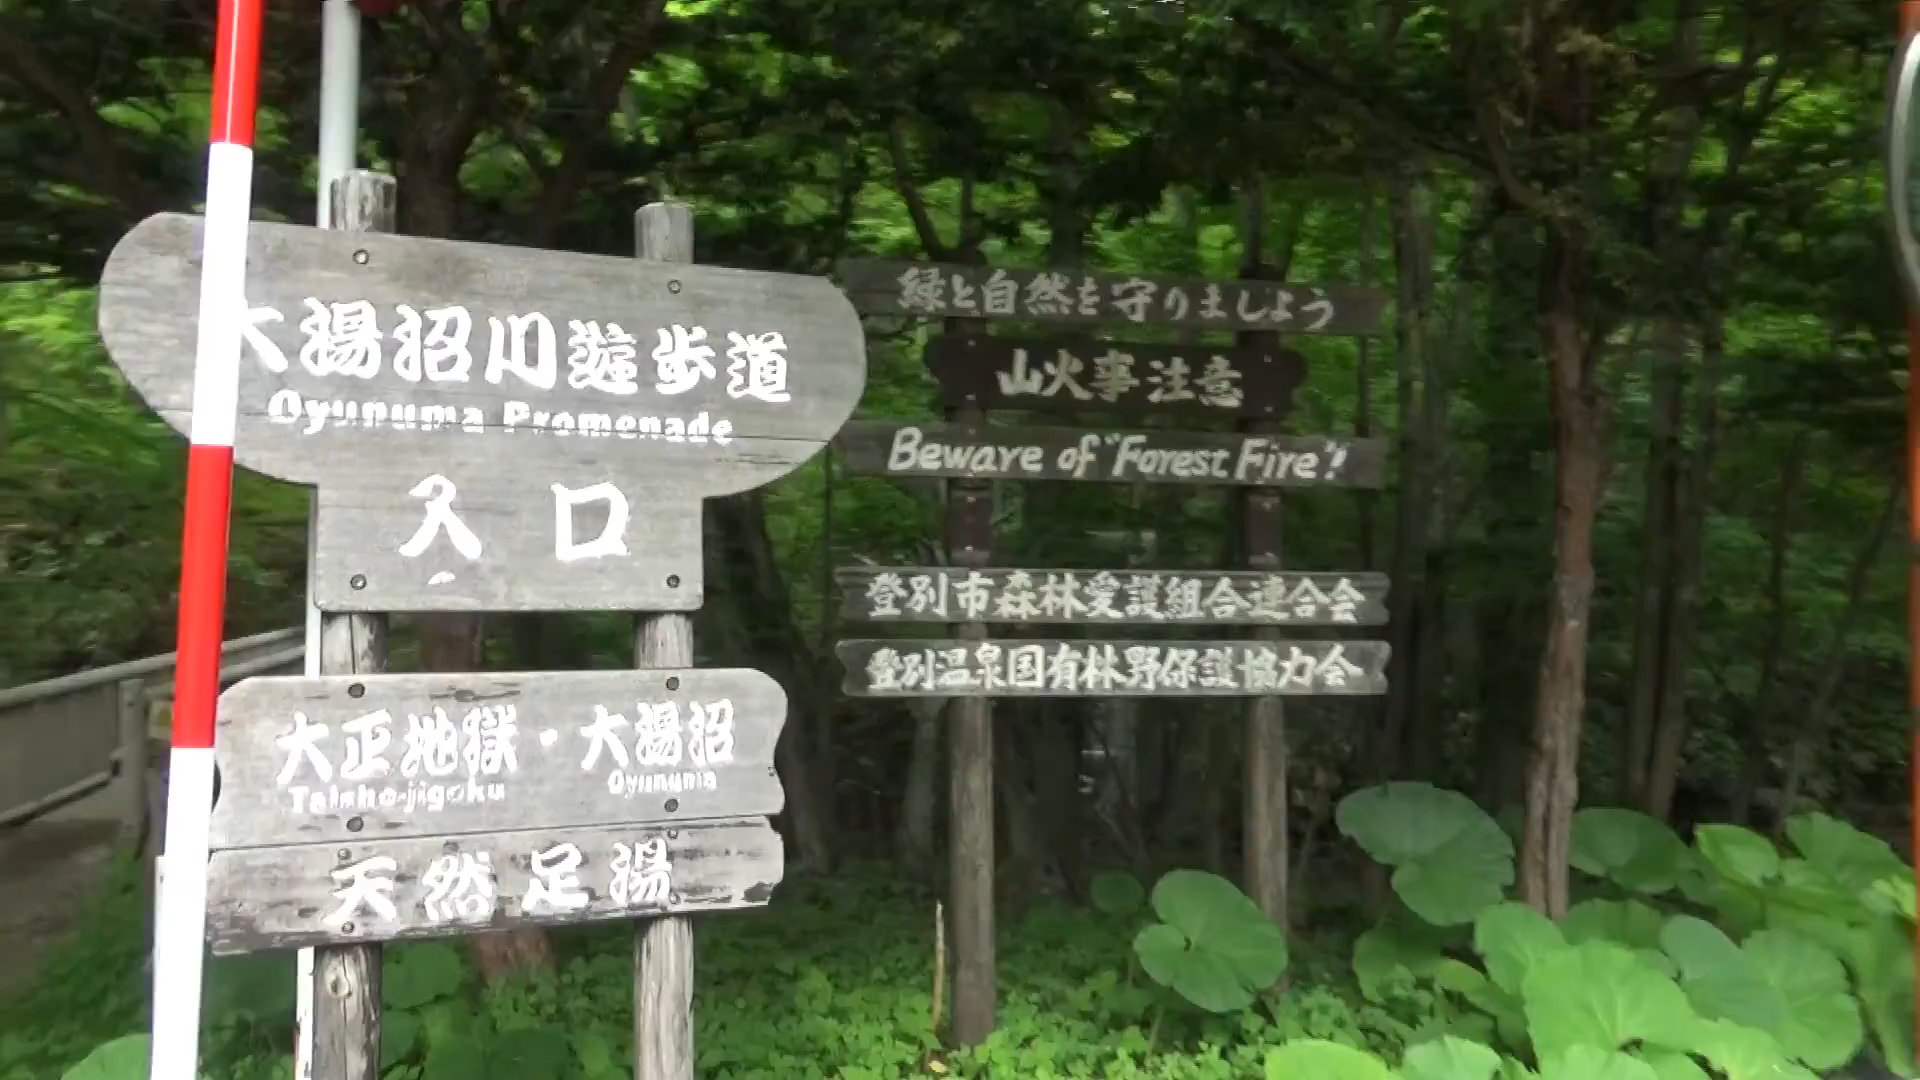 大湯沼川遊歩道
Oyunuma Promenade
入口
大正地獄・大湯沼
Taisho-jigoku Oyunuma
天然足湯
緑と自然を守りましょう
山火事注意
Beware of "Forest Fire"!
登別市森林愛護組合連合会
登別温泉国有林野保護協力会